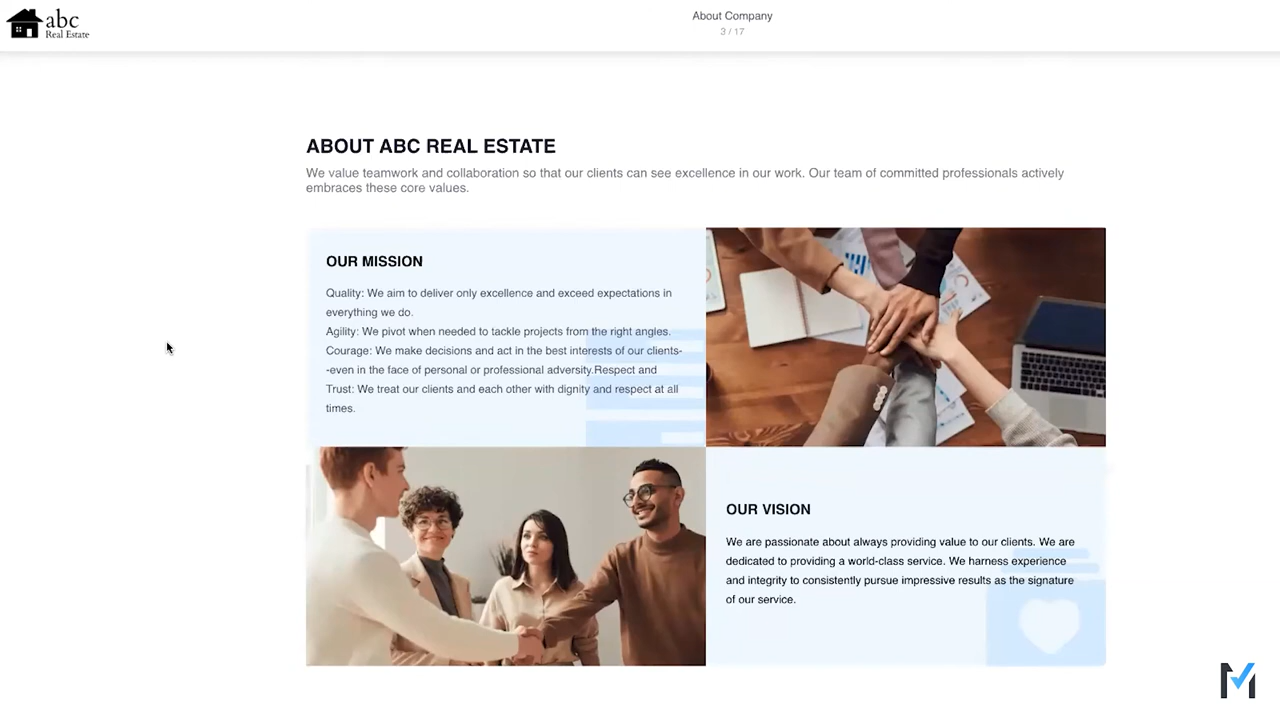 abc
Real Estate
About Company
3 / 17
ABOUT ABC REAL ESTATE
We value teamwork and collaboration so that our clients can see excellence in our work. Our team of committed professionals actively
embraces these core values.
OUR MISSION
Quality: We aim to deliver only excellence and exceed expectations in
everything we do.
Agility: We pivot when needed to tackle projects from the right angles.
Courage: We make decisions and act in the best interests of our clients-
-even in the face of personal or professional adversity.Respect and
Trust: We treat our clients and each other with dignity and respect at all
times.
OUR VISION
We are passionate about always providing value to our clients. We are
dedicated to providing a world-class service. We harness experience
and integrity to consistently pursue impressive results as the signature
of our service.